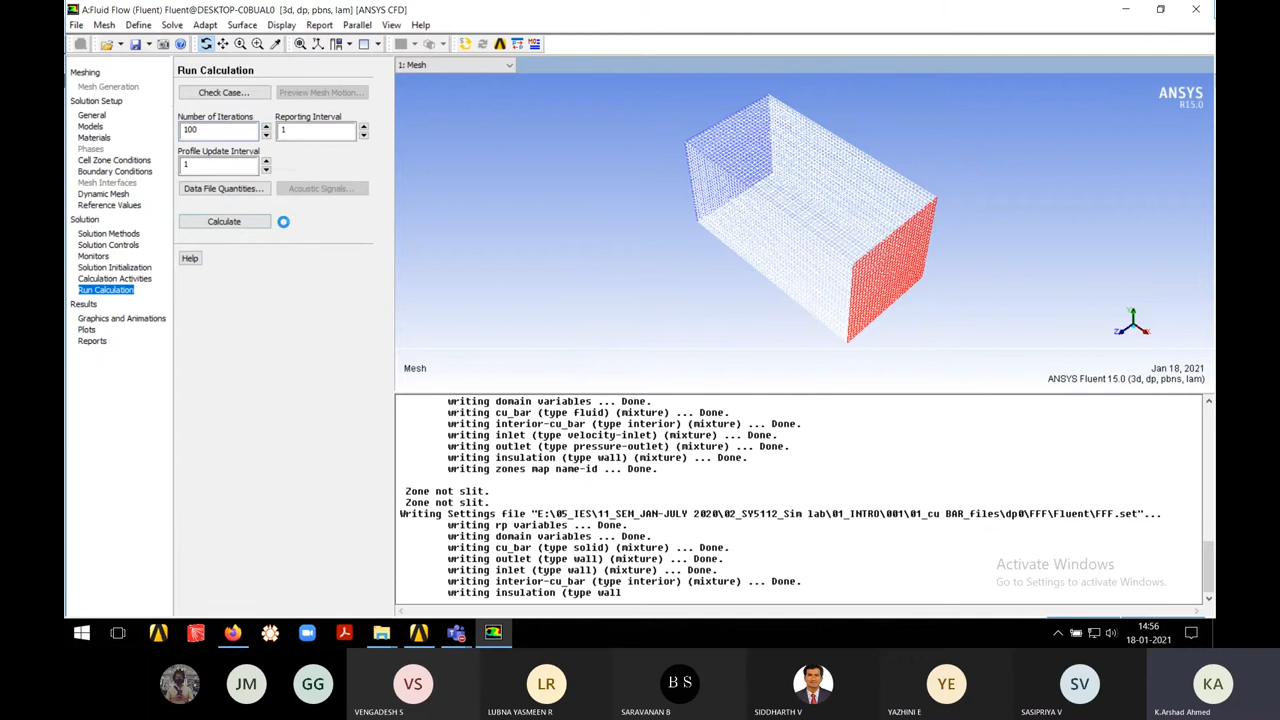 A:Fluid Flow (Fluent) Fluent@DESKTOP-C0BUAL0 [3d, dp, pbns, lam] [ANSYS CFD]
File Mesh Define Solve Adapt Surface Display Report Parallel View Help
Meshing
Mesh Generation
Solution Setup
General
Models
Materials
Phases
Cell Zone Conditions
Boundary Conditions
Mesh Interfaces
Dynamic Mesh
Reference Values
Solution
Solution Methods
Solution Controls
Monitors
Solution Initialization
Calculation Activities
Run Calculation
Results
Graphics and Animations
Plots
Reports
Run Calculation
Check Case... Preview Mesh Motion...
Number of Iterations Reporting Interval
100 1
Profile Update Interval
1
Data File Quantities... Acoustic Signals...
Calculate
Help
1: Mesh
ANSYS
R15.0
Y
Z X
Mesh
Jan 18, 2021
ANSYS Fluent 15.0 (3d, dp, pbns, lam)
writing domain variables ... Done.
writing cu_bar (type fluid) (mixture) ... Done.
writing interior-cu_bar (type interior) (mixture) ... Done.
writing inlet (type velocity-inlet) (mixture) ... Done.
writing outlet (type pressure-outlet) (mixture) ... Done.
writing insulation (type wall) (mixture) ... Done.
writing zones map name-id ... Done.
Zone not slit.
Zone not slit.
Writing Settings file "E:\05_IES\11_SEM_JAN-JULY 2020\02_SY5112_Sim lab\01_INTRO\001\01_cu BAR_files\dp0\FFF\Fluent\FFF.set"...
writing rp variables ... Done.
writing domain variables ... Done.
writing cu_bar (type solid) (mixture) ... Done.
writing outlet (type wall) (mixture) ... Done.
writing inlet (type wall) (mixture) ... Done.
writing interior-cu_bar (type interior) (mixture) ... Done.
writing insulation (type wall
Activate Windows
Go to Settings to activate Windows.
14:56
18-01-2021
JM GG VS LR B S YE SV KA
VENGADESH S LUBNA YASMEEN R SARAVANAN B SIDDHARTH V YAZHINI E SASIPRIYA V K.Arshad Ahmed